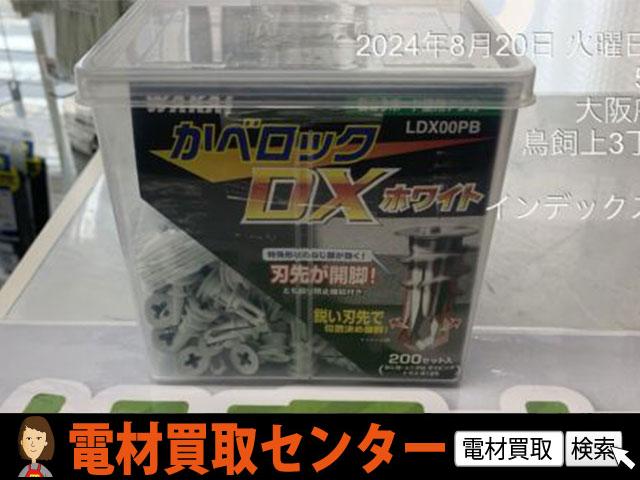 2024年8月20日 火曜日
大阪府
鳥飼上3丁
インデックス
WAKAI
LDX00PB
かべロック
DX ホワイト
刃先が開脚!
鋭い刃先で
200セット入
電材買取センター 電材買取 検索